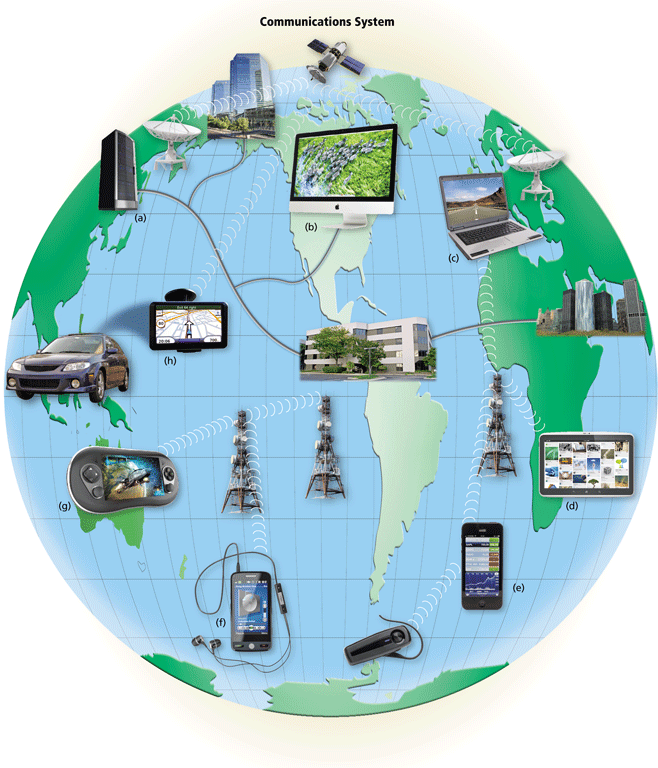 Communications System
(a)
(b)
(c)
(h)
(g)
(d)
(e)
(f)